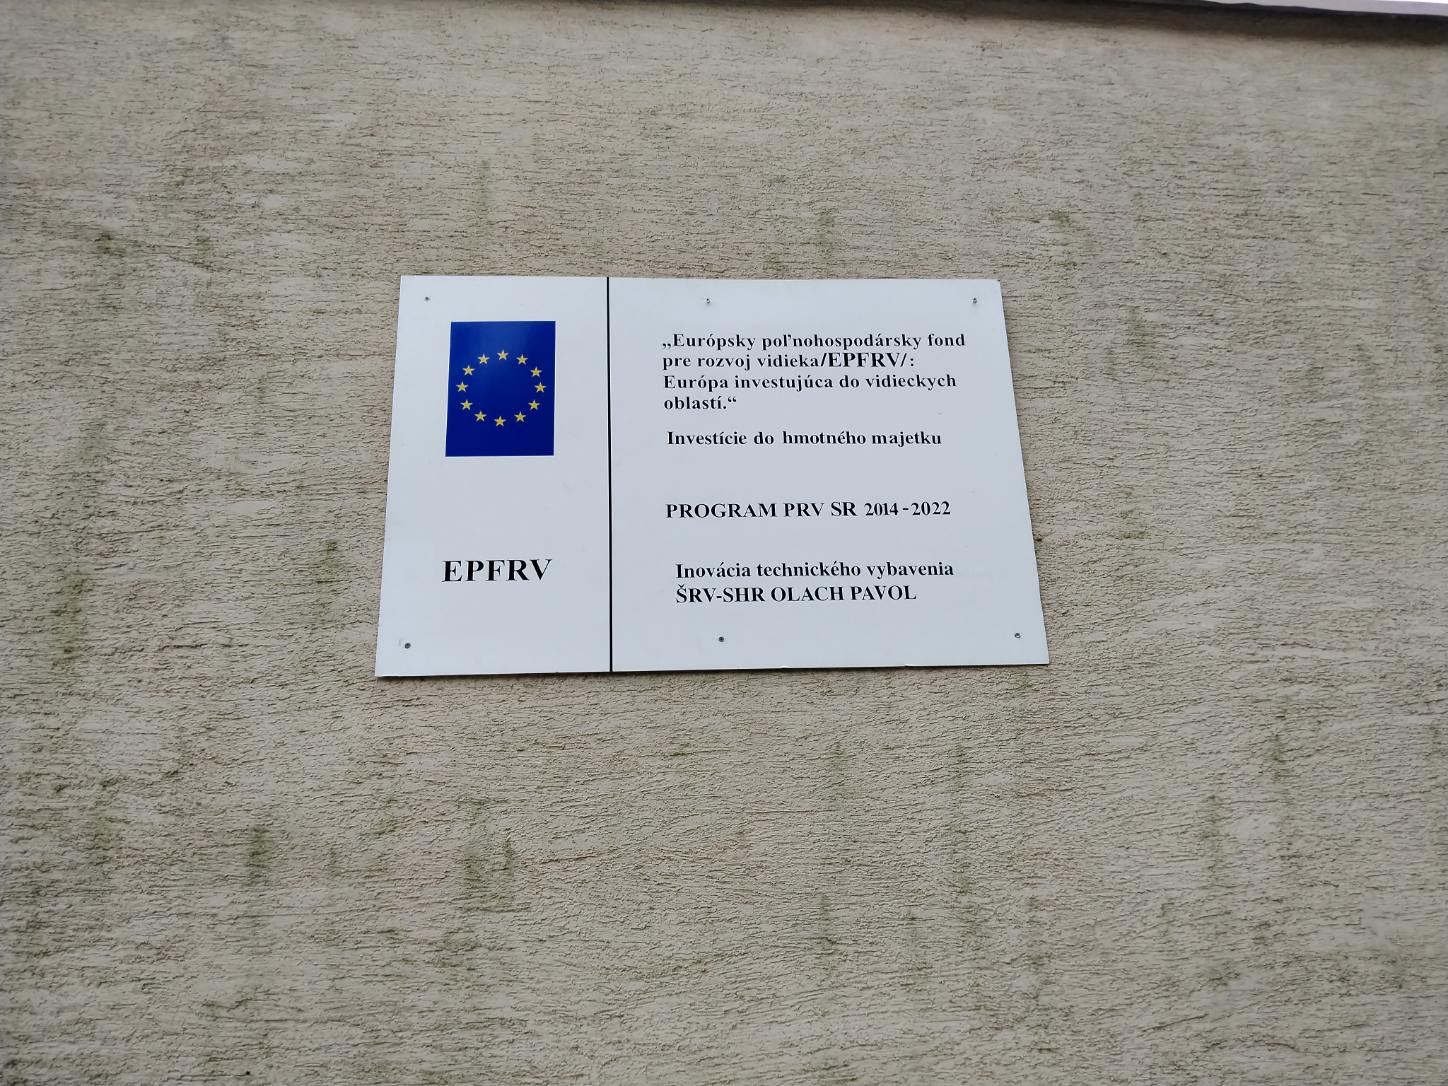 EPFRV
„Európsky poľnohospodársky fond
pre rozvoj vidieka/EPFRV/:
Európa investujúca do vidieckych
oblastí.“
Investície do hmotného majetku
PROGRAM PRV SR 2014-2022
Inovácia technického vybavenia
ŠRV-SHR OLACH PAVOL